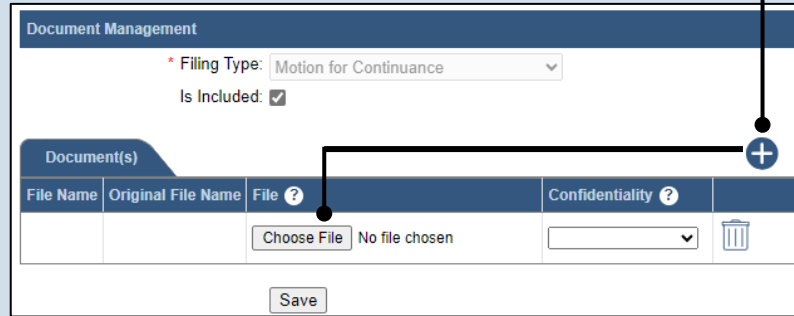 Document Management
* Filing Type: Motion for Continuance
Is Included:
Document(s)
File Name Original File Name File ? Confidentiality ?
Choose File No file chosen
Save